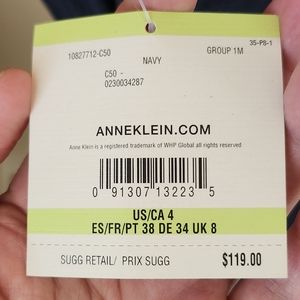 35-P8-1
10827712-C50 GROUP 1M
NAVY
C50 -
0230034287
ANNEKLEIN.COM
Anne Klein is a registered trademark of WHP Global all rights reserved
0 91307 13223 5
US/CA 4
ES/FR/PT 38 DE 34 UK 8
SUGG RETAIL/ PRIX SUGG $119.00